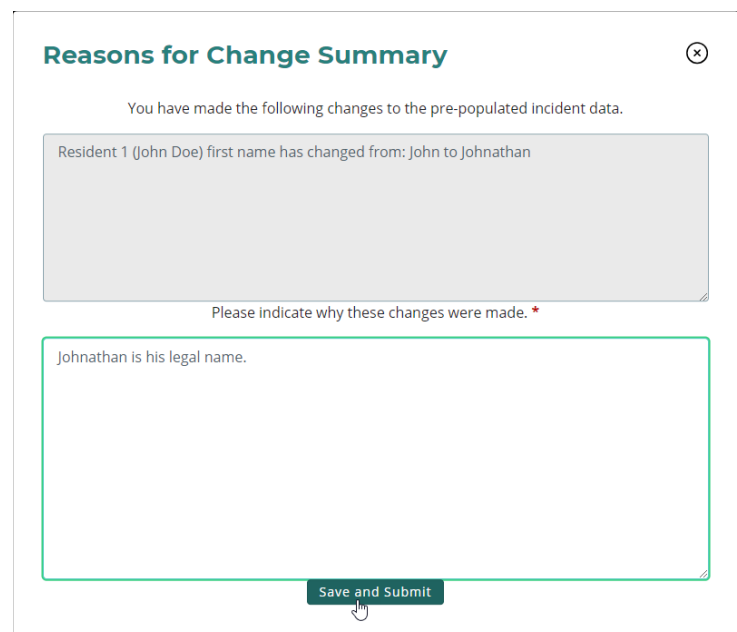 Reasons for Change Summary
You have made the following changes to the pre-populated incident data.
Resident 1 (John Doe) first name has changed from: John to Johnathan
Please indicate why these changes were made. *
Johnathan is his legal name.
Save and Submit